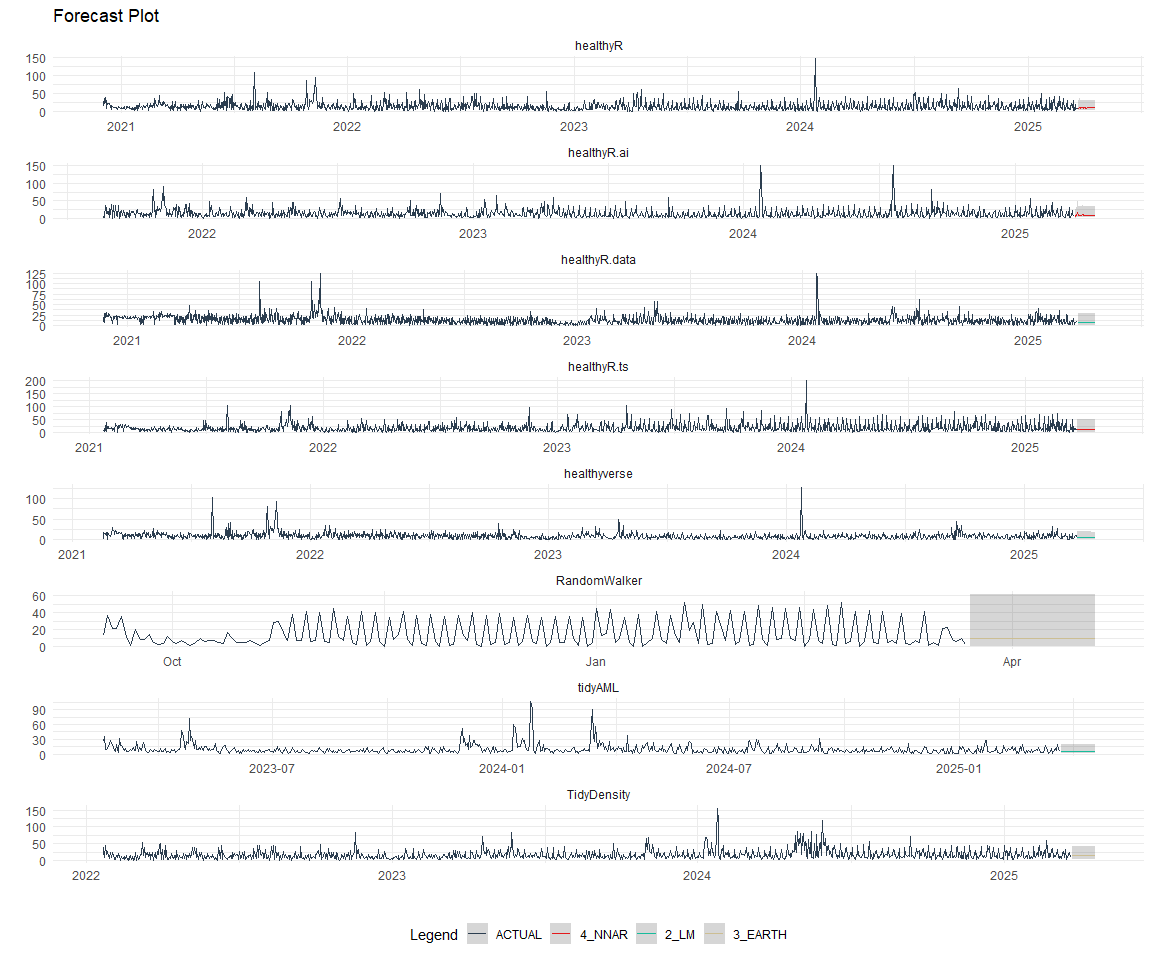 Forecast Plot
healthyR
150
100
50
0
2021 2022 2023 2024 2025
healthyR.ai
150
100
50
0
2022 2023 2024 2025
healthyR.data
125
100
75
50
25
0
2021 2022 2023 2024 2025
healthyR.ts
200
150
100
50
0
2021 2022 2023 2024 2025
healthyverse
100
50
0
2021 2022 2023 2024 2025
RandomWalker
60
40
20
0
Oct Jan Apr
tidyAML
90
60
30
0
2023-07 2024-01 2024-07 2025-01
TidyDensity
150
100
50
0
2022 2023 2024 2025
Legend ACTUAL 4_NNAR 2_LM 3_EARTH